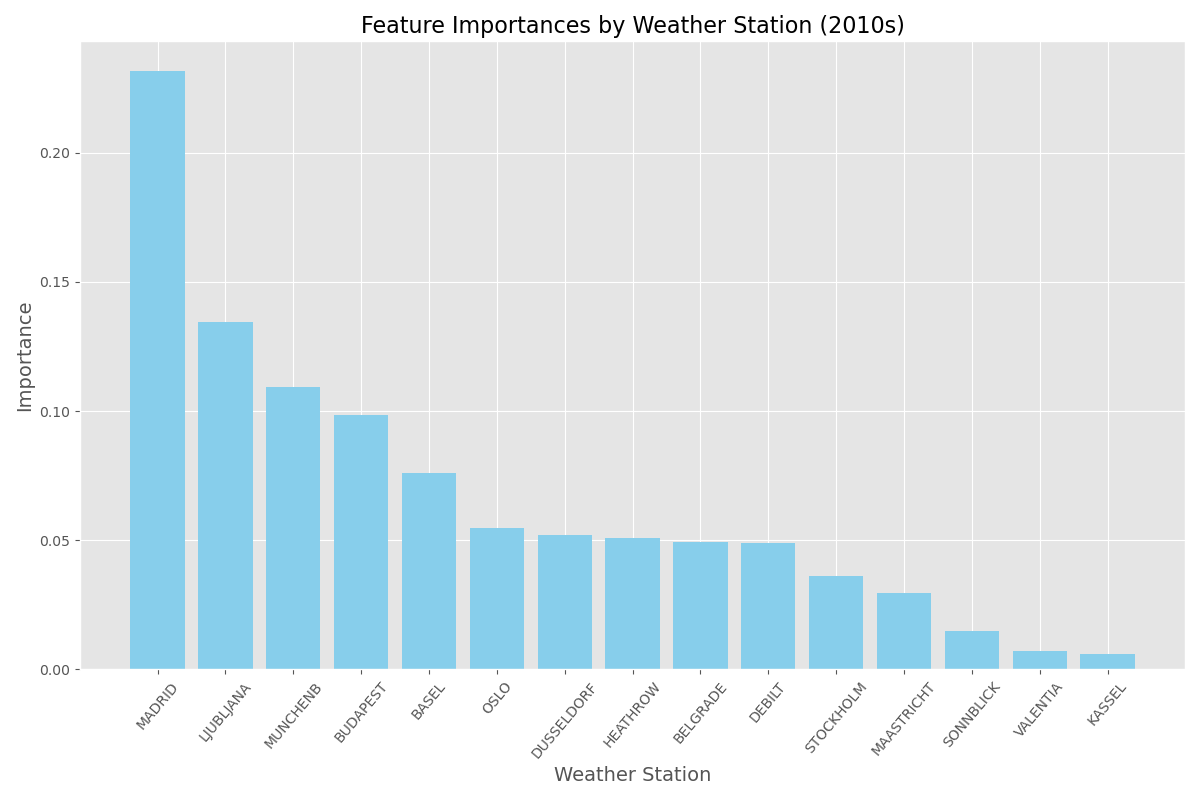 Feature Importances by Weather Station (2010s)
Importance
0.20
0.15
0.10
0.05
0.00
MADRID
LJUBLJANA
MUNCHENB
BUDAPEST
BASEL
OSLO
DUSSELDORF
HEATHROW
BELGRADE
DEBILT
STOCKHOLM
MAASTRICHT
SONNBLICK
VALENTIA
KASSEL
Weather Station